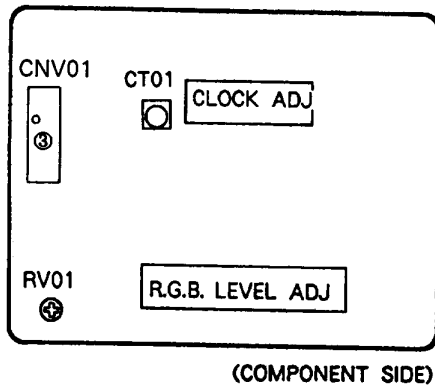 CNV01
CT01
CLOCK ADJ
③
RV01
R.G.B. LEVEL ADJ
(COMPONENT SIDE)